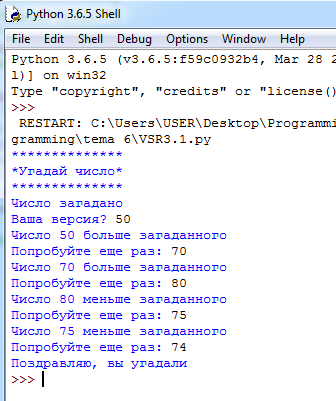 Python 3.6.5 Shell
File Edit Shell Debug Options Window Help
Python 3.6.5 (v3.6.5:f59c0932b4, Mar 28 2
l)] on win32
Type "copyright", "credits" or "license()
>>>
RESTART: C:\Users\USER\Desktop\Programmi
gramming\tema 6\VSR3.1.py
**************
*Угадай число*
**************
Число загадано
Ваша версия? 50
Число 50 больше загаданного
Попробуйте еще раз: 70
Число 70 больше загаданного
Попробуйте еще раз: 80
Число 80 меньше загаданного
Попробуйте еще раз: 75
Число 75 меньше загаданного
Попробуйте еще раз: 74
Поздравляю, вы угадали
>>>